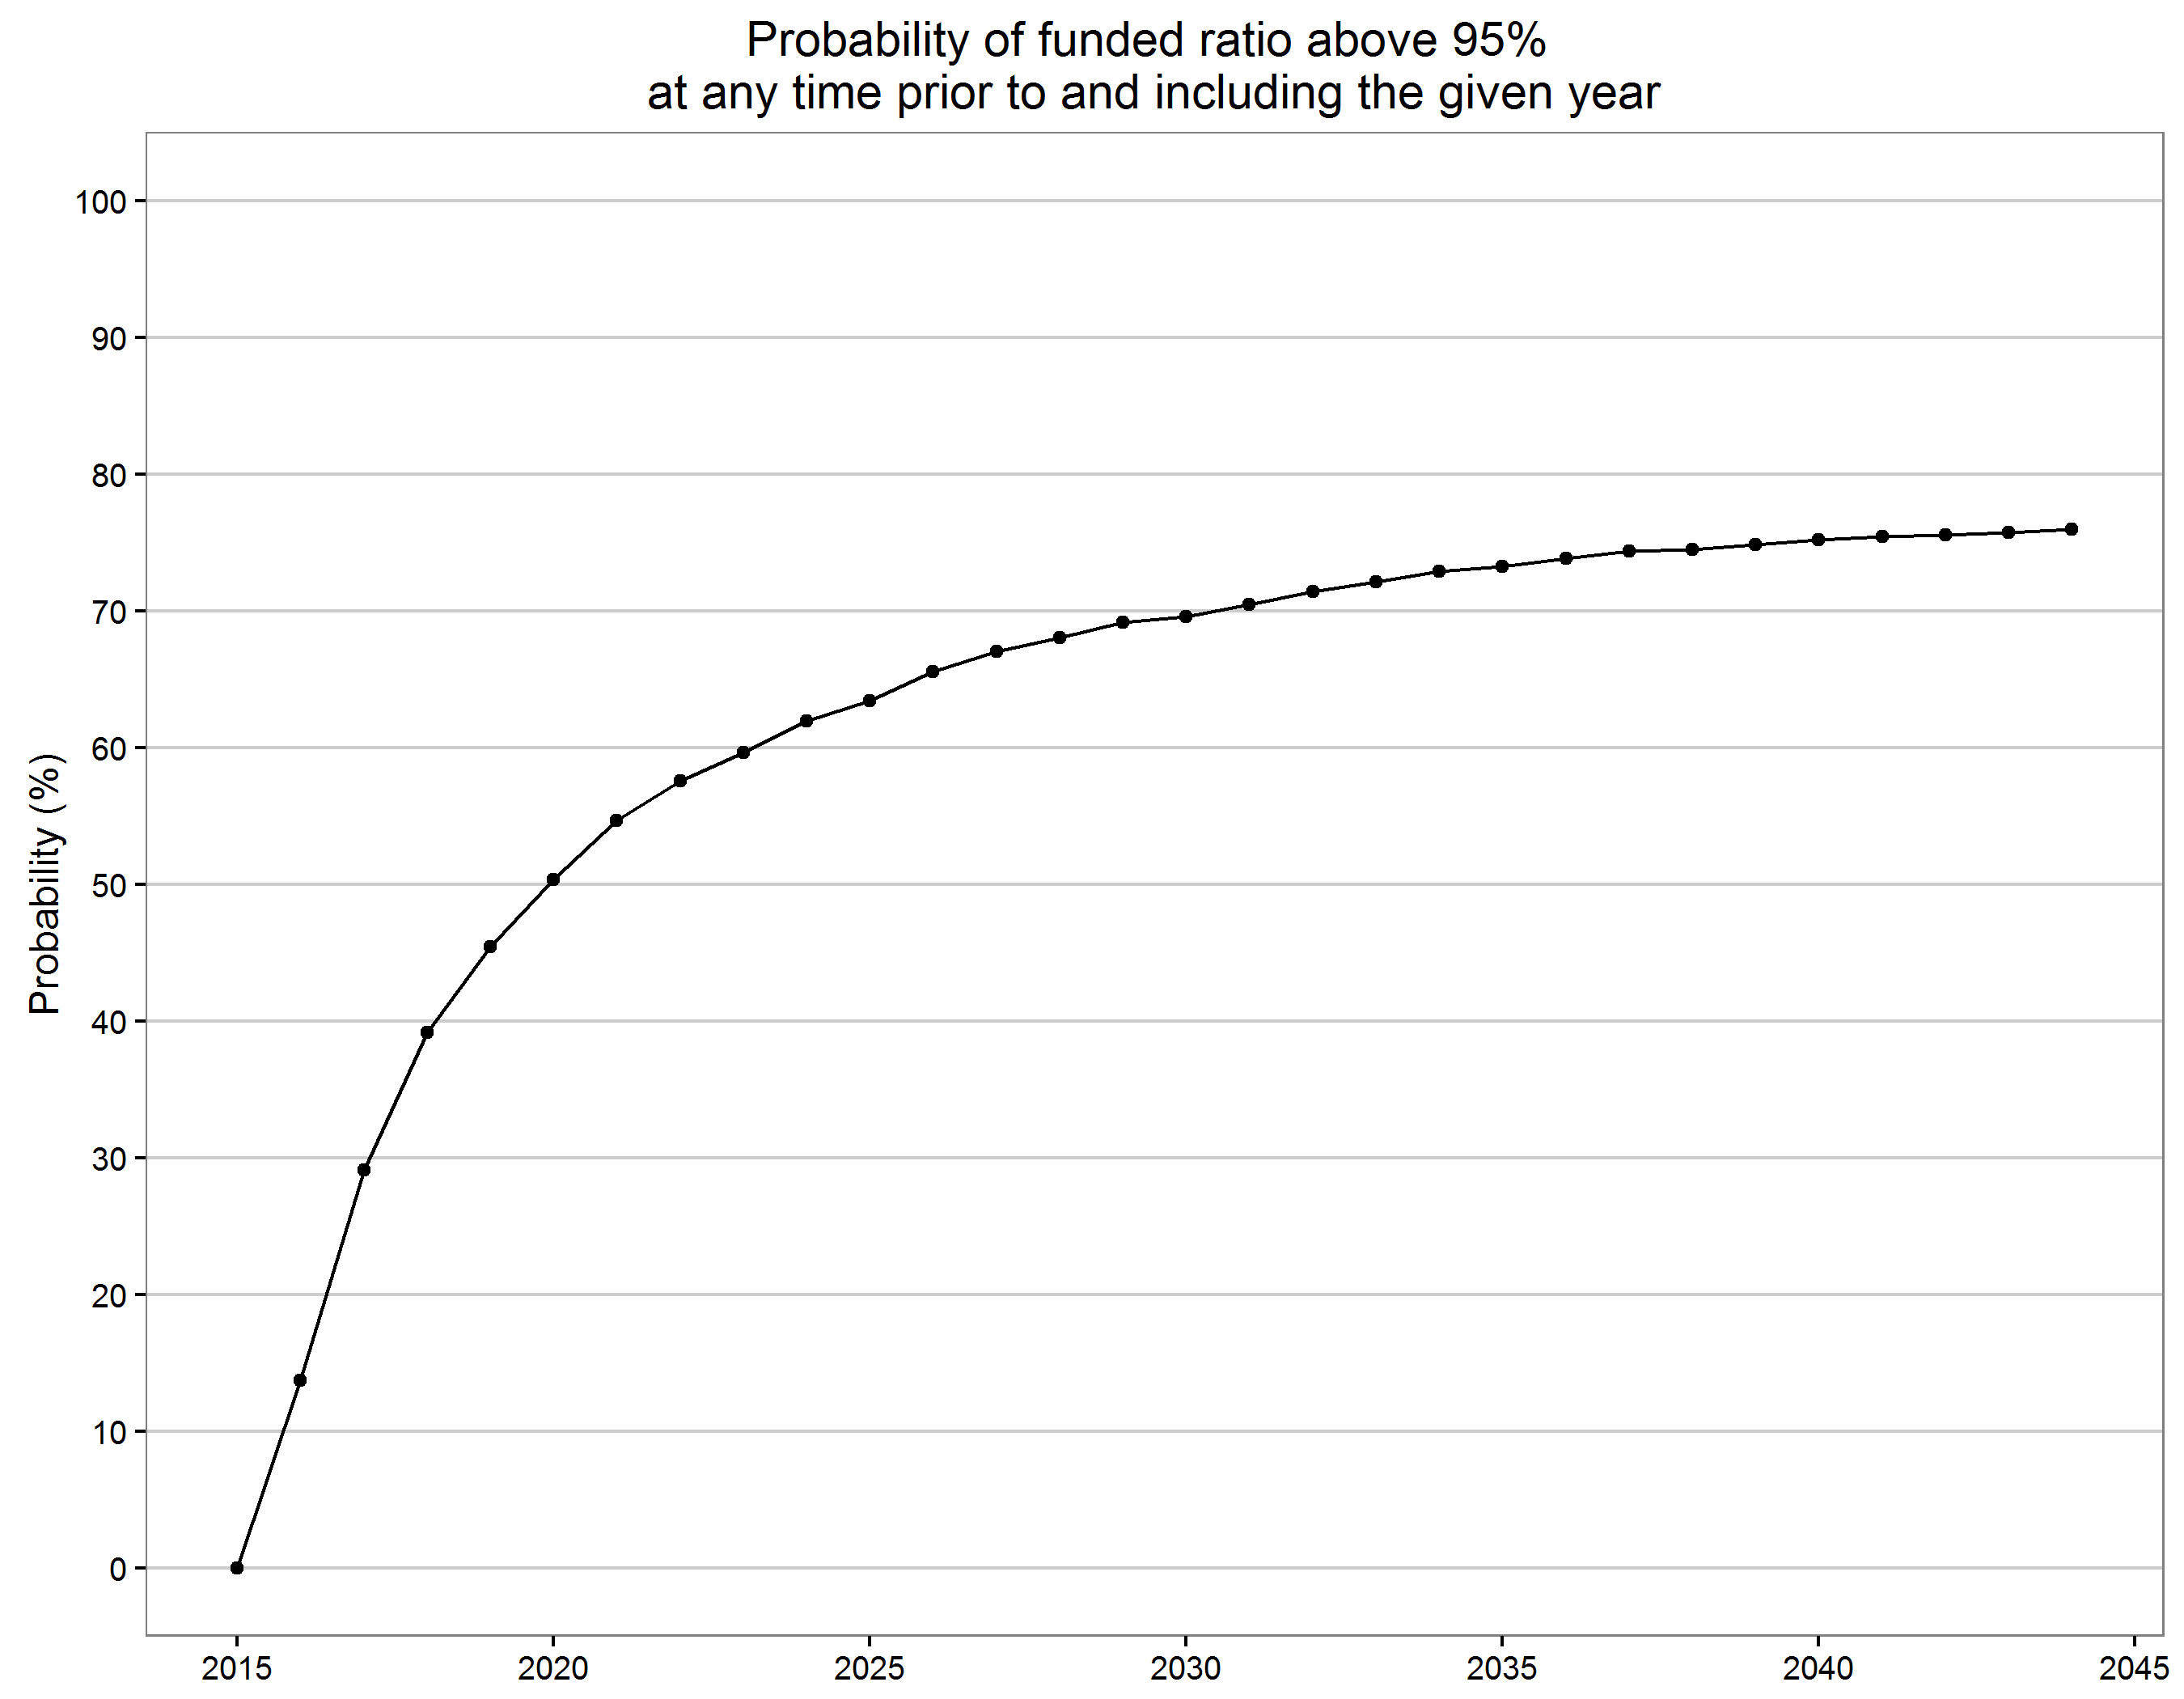 Probability of funded ratio above 95%
at any time prior to and including the given year
100
90
80
70
60
50
40
30
20
10
0
Probability (%)
2015 2020 2025 2030 2035 2040 2045